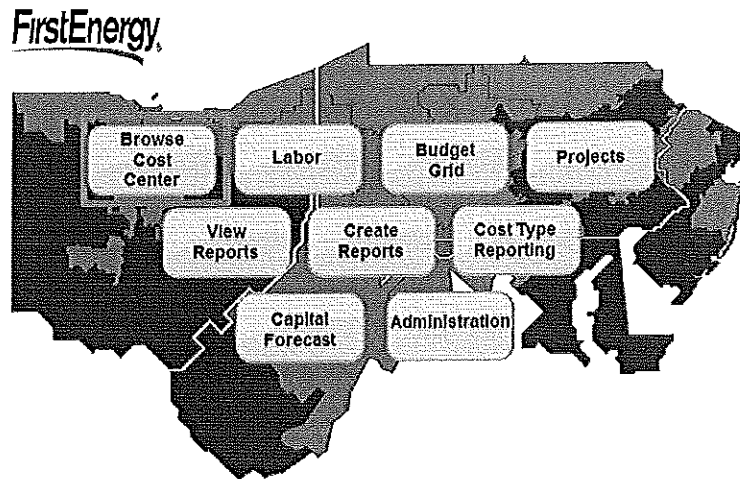 FirstEnergy
Browse
Cost
Center
Labor
Budget
Grid
Projects
View
Reports
Create
Reports
Cost Type
Reporting
Capital
Forecast
Administration